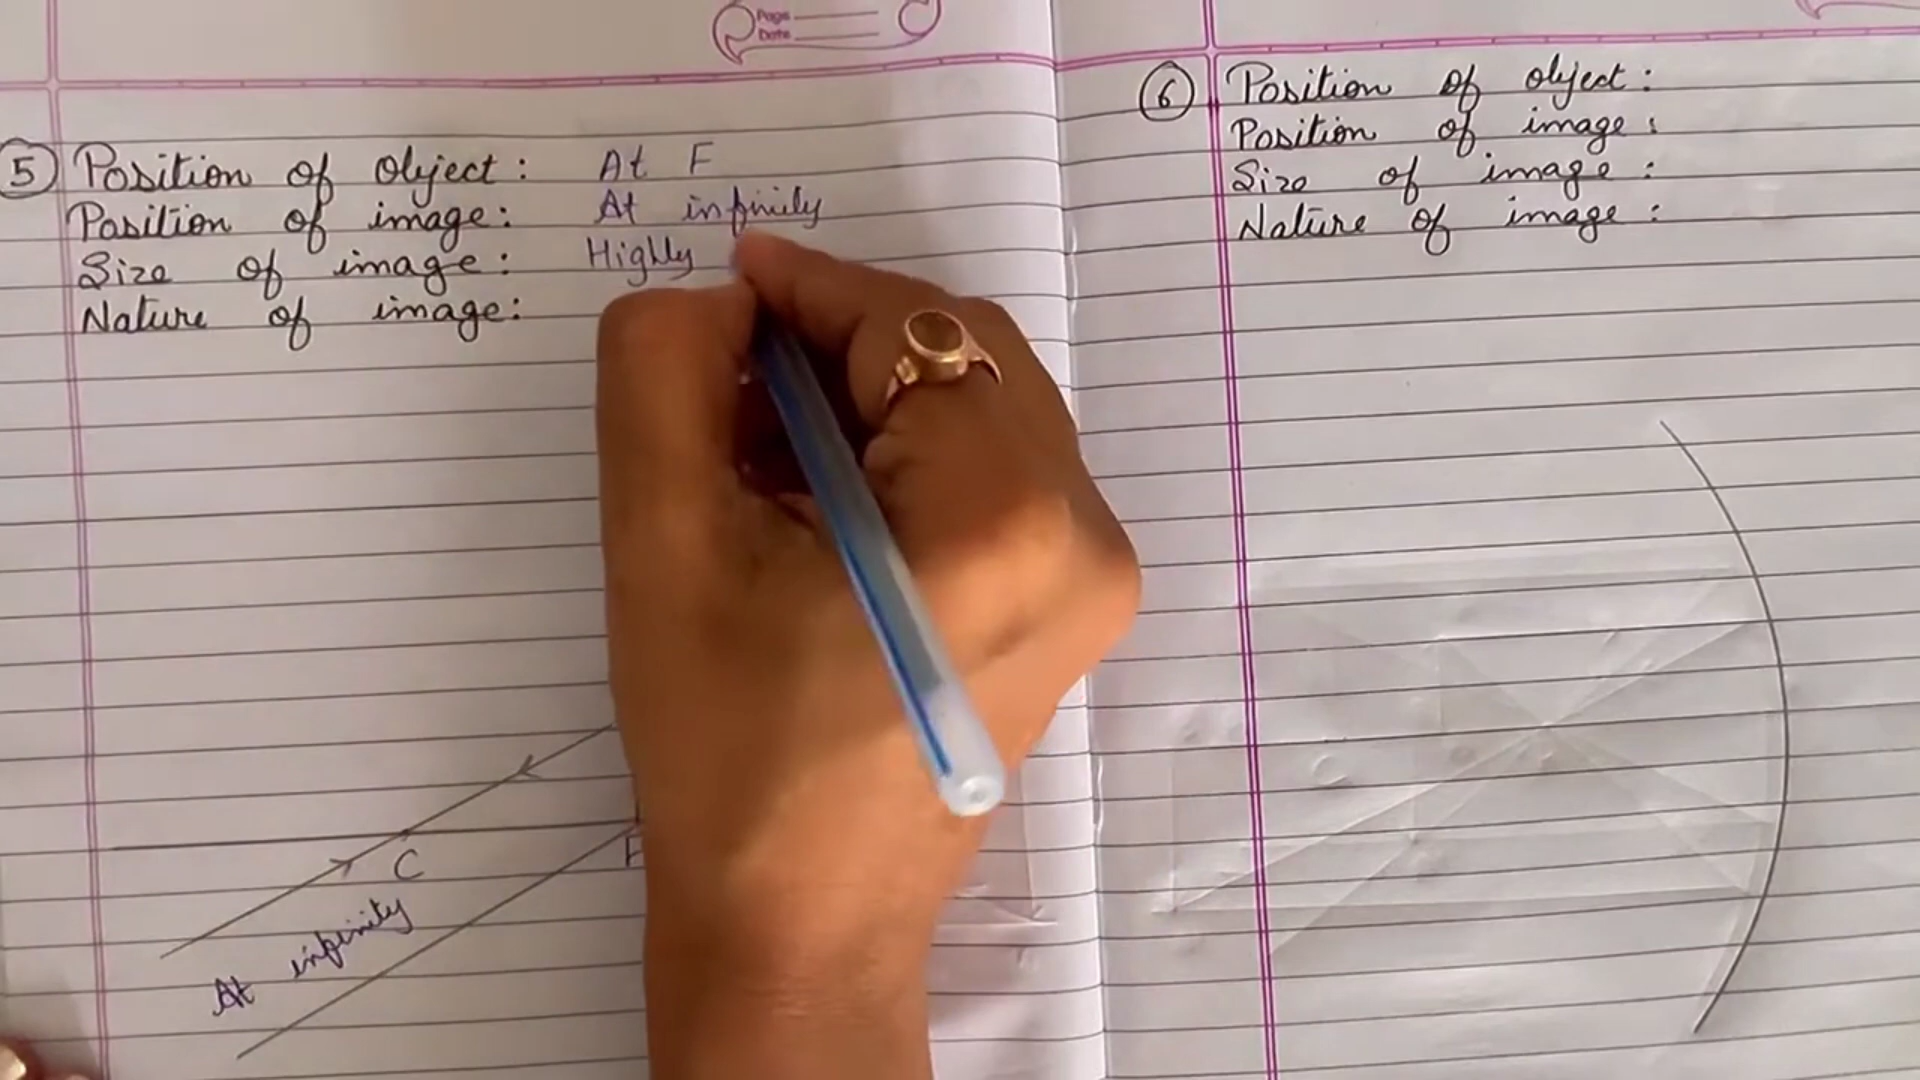 Page
Date
5 Position of object: At F
Position of image: At infinity
Size of image: Highly
Nature of image:
C
F
At infinity
6 Position of object:
Position of image:
Size of image:
Nature of image: